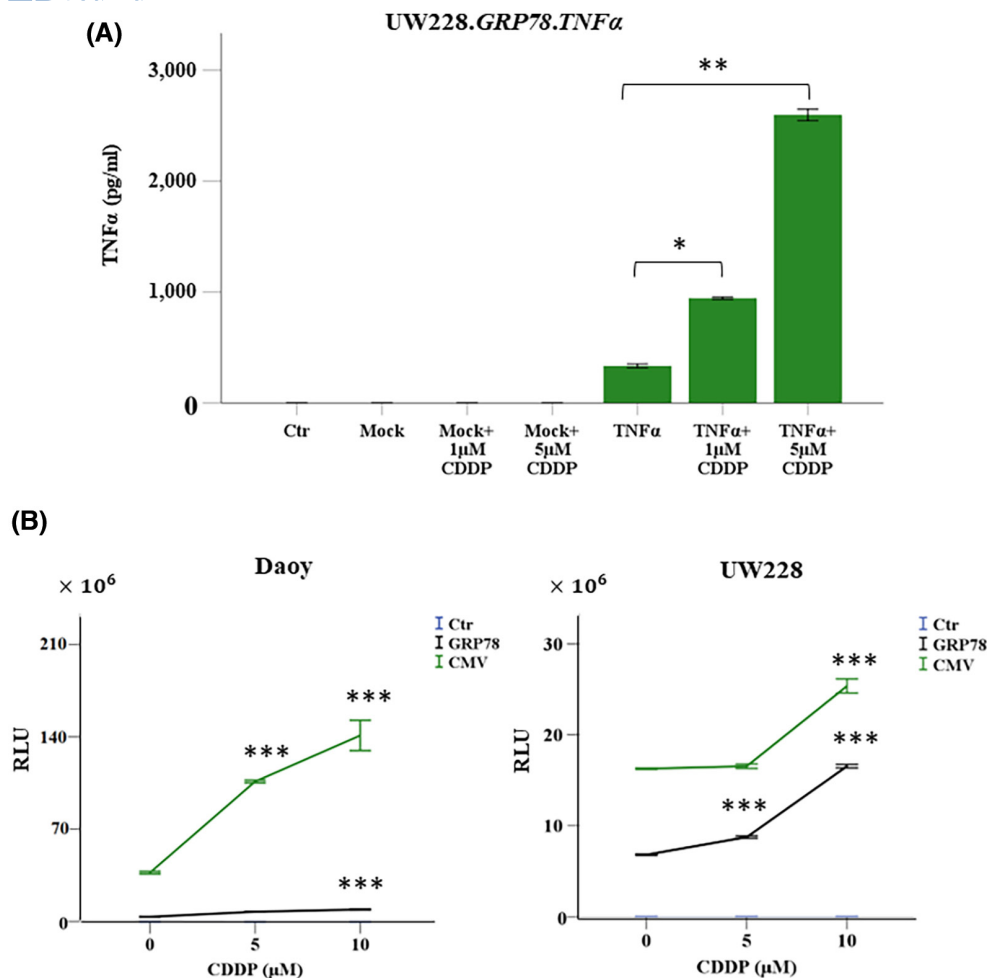 (A)
UW228.GRP78.TNFα
TNFα (pg/ml)
3,000
2,000
1,000
0
**
*
Ctr
Mock
Mock+
1µM
CDDP
Mock+
5µM
CDDP
TNFα
TNFα+
1µM
CDDP
TNFα+
5µM
CDDP
(B)
Daoy
× 10⁶
RLU
210
140
70
0
Ctr
GRP78
CMV
***
***
***
0
5
10
CDDP (µM)
UW228
× 10⁶
RLU
30
20
10
0
Ctr
GRP78
CMV
***
***
***
0
5
10
CDDP (µM)